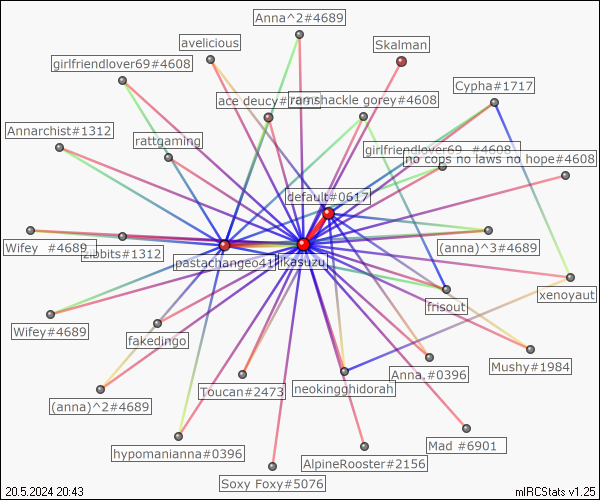 Anna^2#4689
avelicious
Skalman
girlfriendlover69#4608
Cypha#1717
ace deucy#
ramshackle gorey#4608
Annarchist#1312
rattgaming
girlfriendlover69_#4608
no cops no laws no hope#4608
default#0617
Wifey_#4689
zibbits#1312
pastachangeo41
likasuzu
(anna)^3#4689
xenoyaut
frisout
Wifey#4689
fakedingo
Mushy#1984
Anna,#0396
Toucan#2473
neokingghidorah
(anna)^2#4689
hypomanianna#0396
Mad #6901
AlpineRooster#2156
Soxy Foxy#5076
20.5.2024 20:43
mIRCStats v1.25